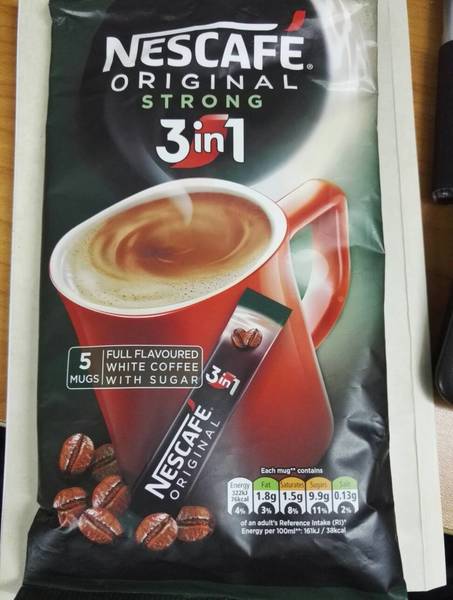 NESCAFÉ®
ORIGINAL
STRONG
3in1
5 MUGS
FULL FLAVOURED
WHITE COFFEE
WITH SUGAR
3in1
NESCAFÉ
ORIGINAL
Each mug** contains
Energy 322kJ 76kcal 4%
Fat 1.8g 3%
Saturates 1.5g 8%
Sugars 9.9g 11%
Salt 0.13g 2%
of an adult's Reference Intake (RI)*
Energy per 100ml**: 161kJ / 38kcal